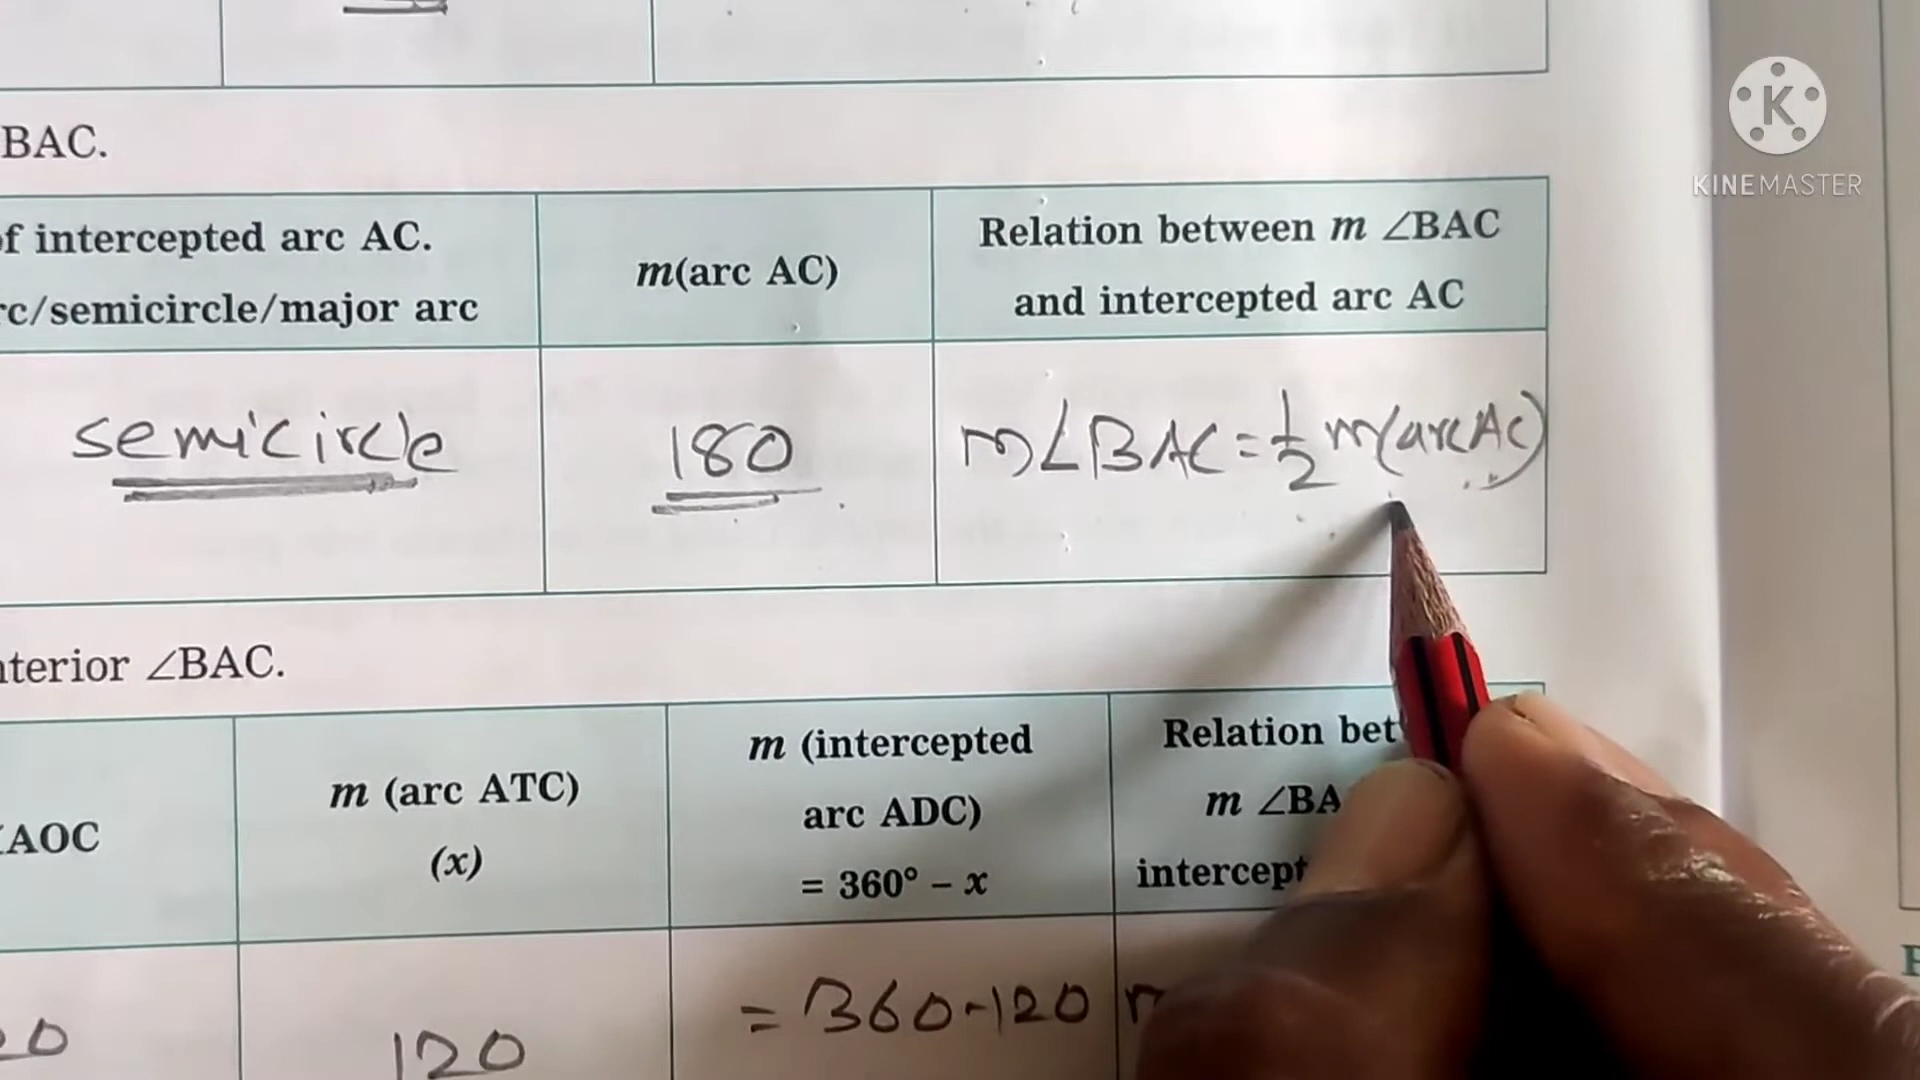 BAC.
KINEMASTER
of intercepted arc AC.
rc/semicircle/major arc
m(arc AC)
Relation between m ∠BAC
and intercepted arc AC
semicircle
180
m∠BAC = 1/2 m(arc AC)
nterior ∠BAC.
∠AOC
m (arc ATC)
(x)
m (intercepted
arc ADC)
= 360° – x
Relation bet
m ∠BA
intercept
20
120
= 360-120